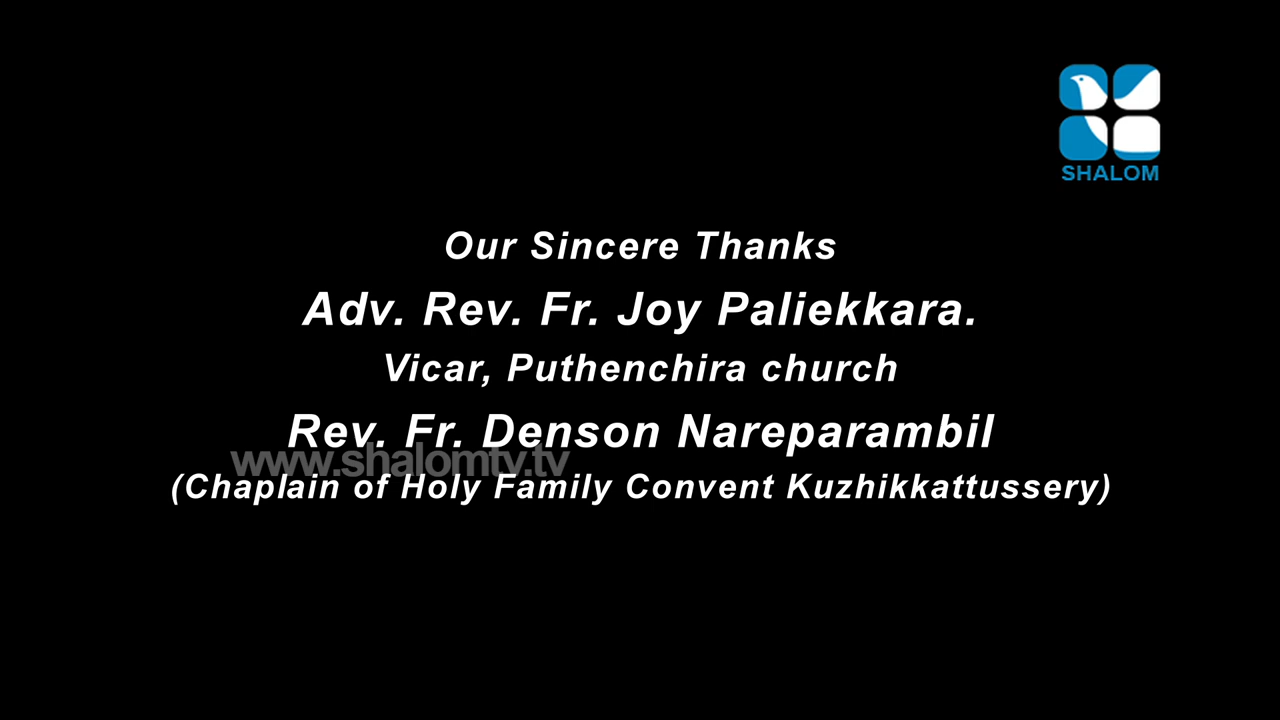 SHALOM
Our Sincere Thanks
Adv. Rev. Fr. Joy Paliekkara.
Vicar, Puthenchira church
Rev. Fr. Denson Nareparambil
www.shalomtv.tv
(Chaplain of Holy Family Convent Kuzhikkattussery)